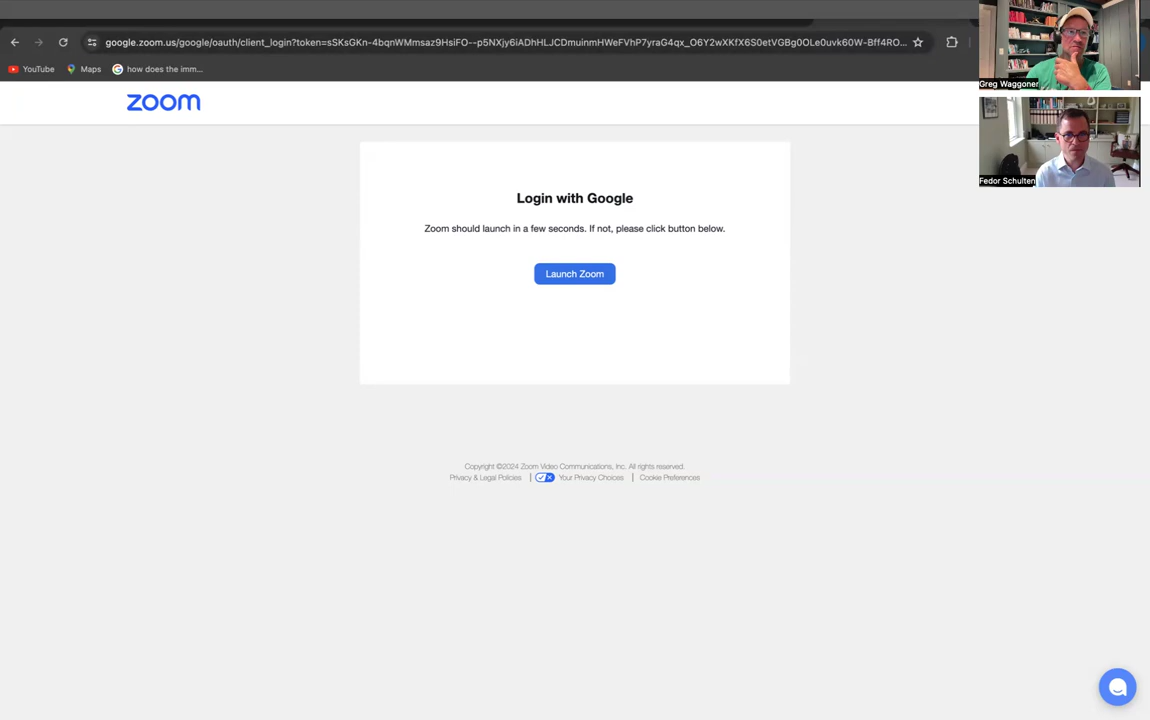 google.zoom.us/google/oauth/client_login?token=sSKsGKn-4bqnWMmsaz9HsiFO--p5NXjy6iADhHLJCDmuinmHWeFVhP7yraG4qx_O6Y2wXKfX6S0etVGBg0OLe0uvk60W-Bff4RO...
YouTube Maps how does the imm...
zoom
Greg Waggoner
Fedor Schulten
Login with Google
Zoom should launch in a few seconds. If not, please click button below.
Launch Zoom
Copyright ©2024 Zoom Video Communications, Inc. All rights reserved.
Privacy & Legal Policies | Your Privacy Choices | Cookie Preferences